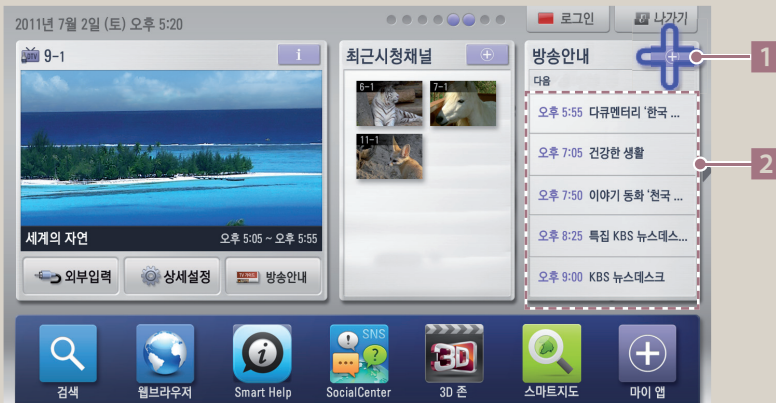 2011년 7월 2일 (토) 오후 5:20
로그인
나가기
DTV 9-1
i
최근시청채널
방송안내
1
다음
6-1
7-1
오후 5:55 다큐멘터리 '한국 ...
11-1
오후 7:05 건강한 생활
2
오후 7:50 이야기 동화 '천국 ...
세계의 자연
오후 5:05 ~ 오후 5:55
오후 8:25 특집 KBS 뉴스데스...
외부입력
상세설정
방송안내
오후 9:00 KBS 뉴스데스크
SNS
i
?
3D
검색
웹브라우저
Smart Help
SocialCenter
3D 존
스마트지도
마이 앱